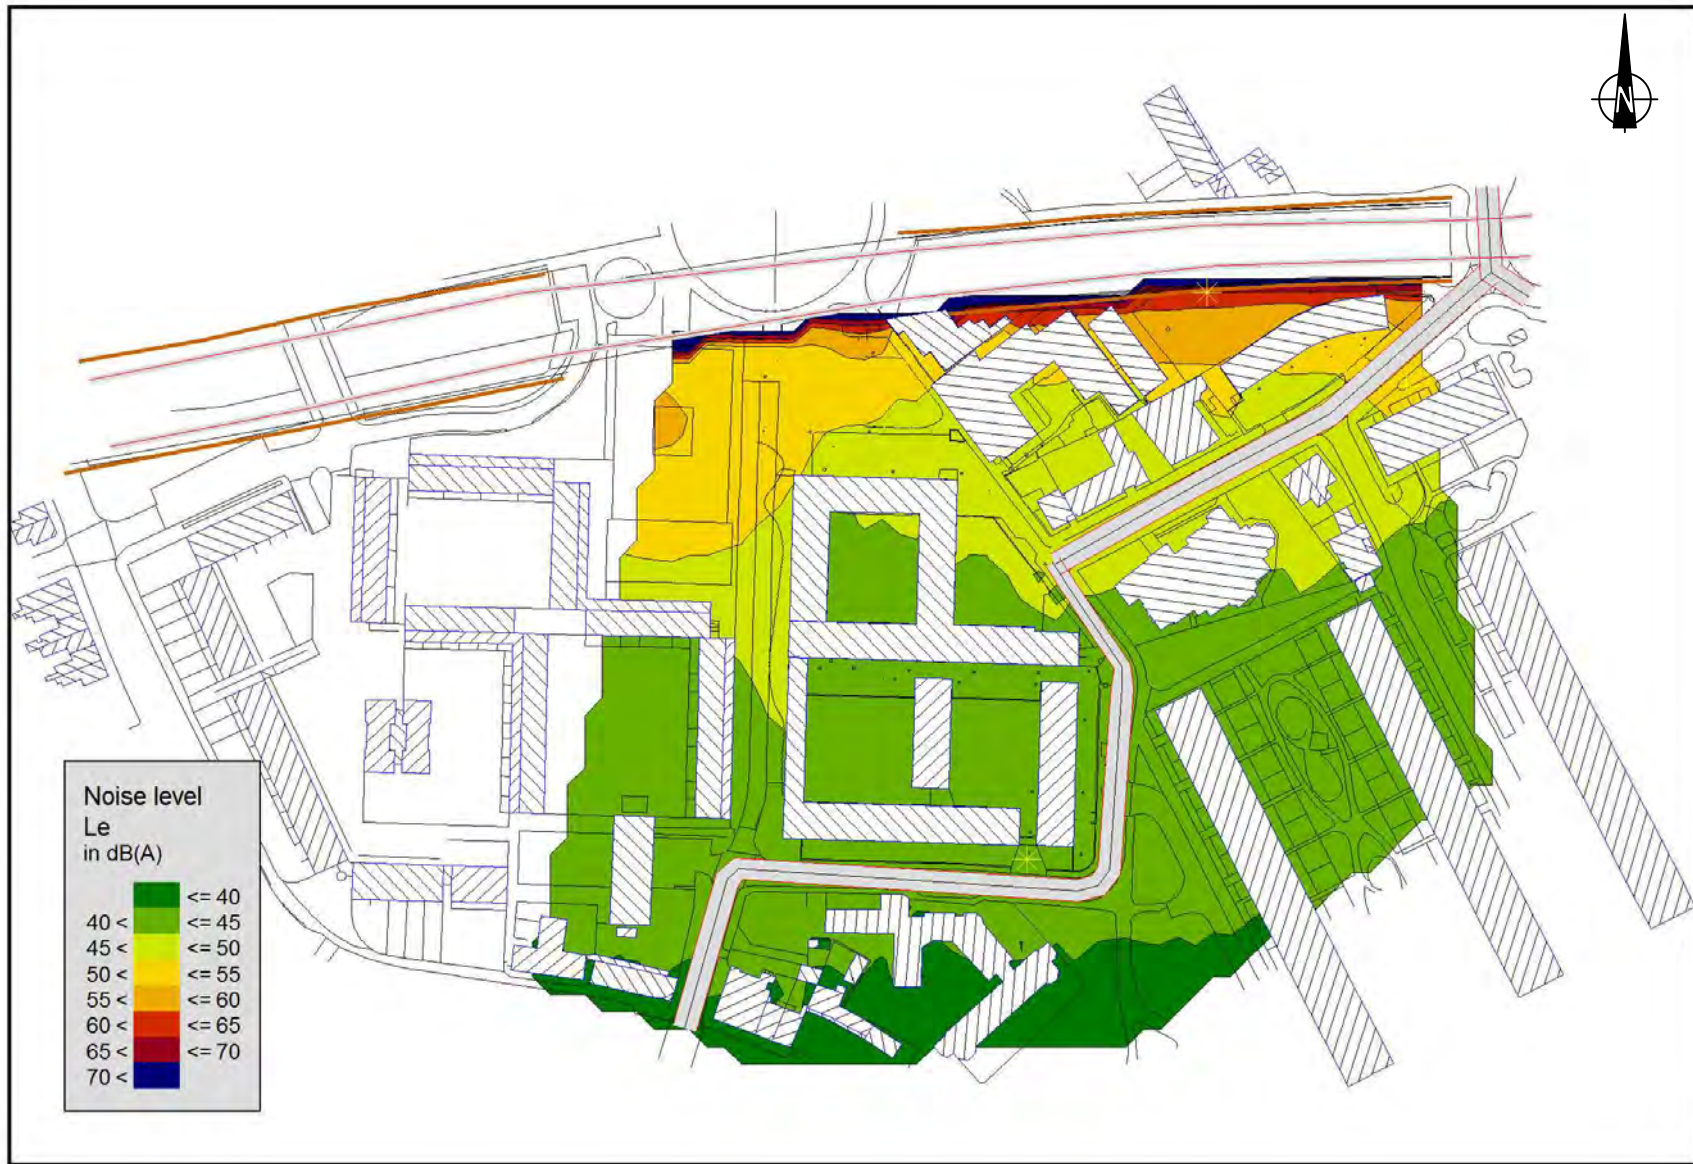 N
Noise level
Le
in dB(A)
<= 40
40 < <= 45
45 < <= 50
50 < <= 55
55 < <= 60
60 < <= 65
65 < <= 70
70 <